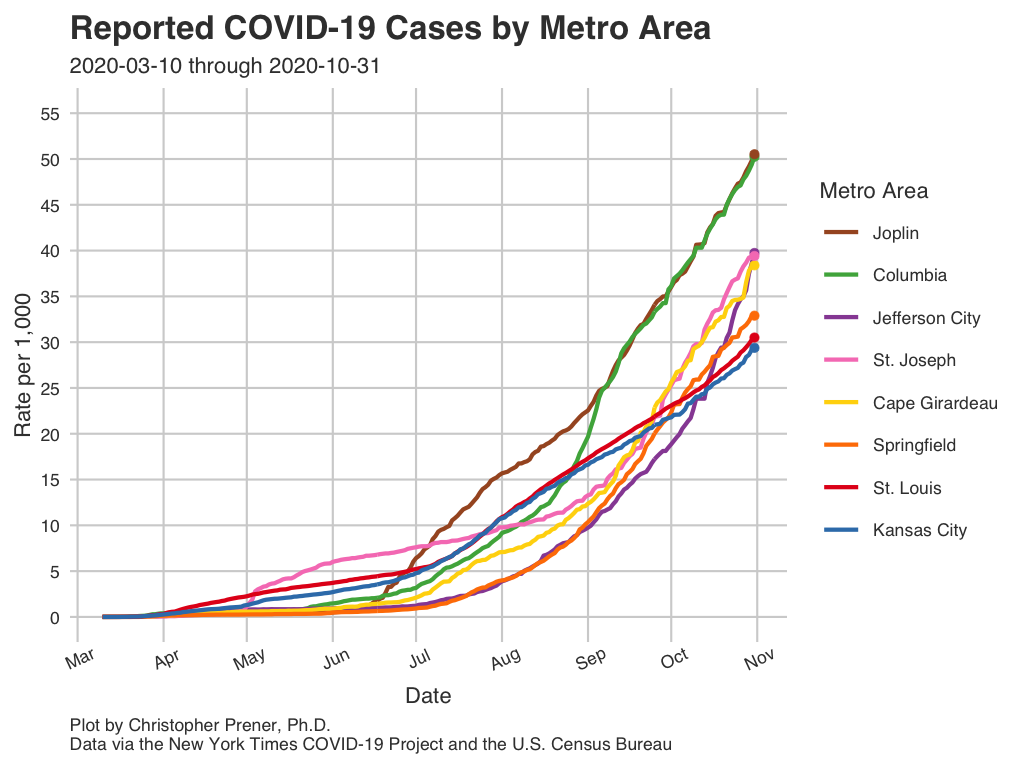 Reported COVID-19 Cases by Metro Area
2020-03-10 through 2020-10-31
55
50
45
40
35
30
25
20
15
10
5
0
Rate per 1,000
Mar
Apr
May
Jun
Jul
Aug
Sep
Oct
Nov
Date
Metro Area
Joplin
Columbia
Jefferson City
St. Joseph
Cape Girardeau
Springfield
St. Louis
Kansas City
Plot by Christopher Prener, Ph.D.
Data via the New York Times COVID-19 Project and the U.S. Census Bureau